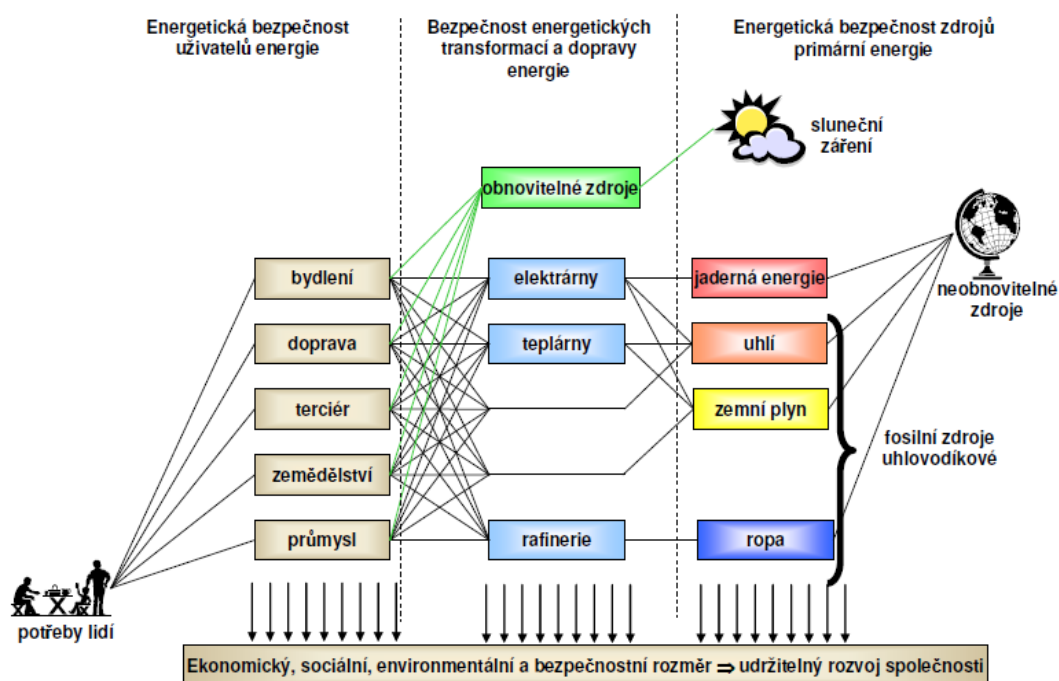 Energetická bezpečnost
uživatelů energie
Bezpečnost energetických
transformací a dopravy
energie
Energetická bezpečnost zdrojů
primární energie
sluneční
záření
obnovitelné zdroje
bydlení
elektrárny
jaderná energie
neobnovitelné
zdroje
doprava
teplárny
uhlí
terciér
zemní plyn
fosilní zdroje
uhlovodíkové
zemědělství
průmysl
rafinerie
ropa
potřeby lidí
Ekonomický, sociální, environmentální a bezpečnostní rozměr ⇒ udržitelný rozvoj společnosti